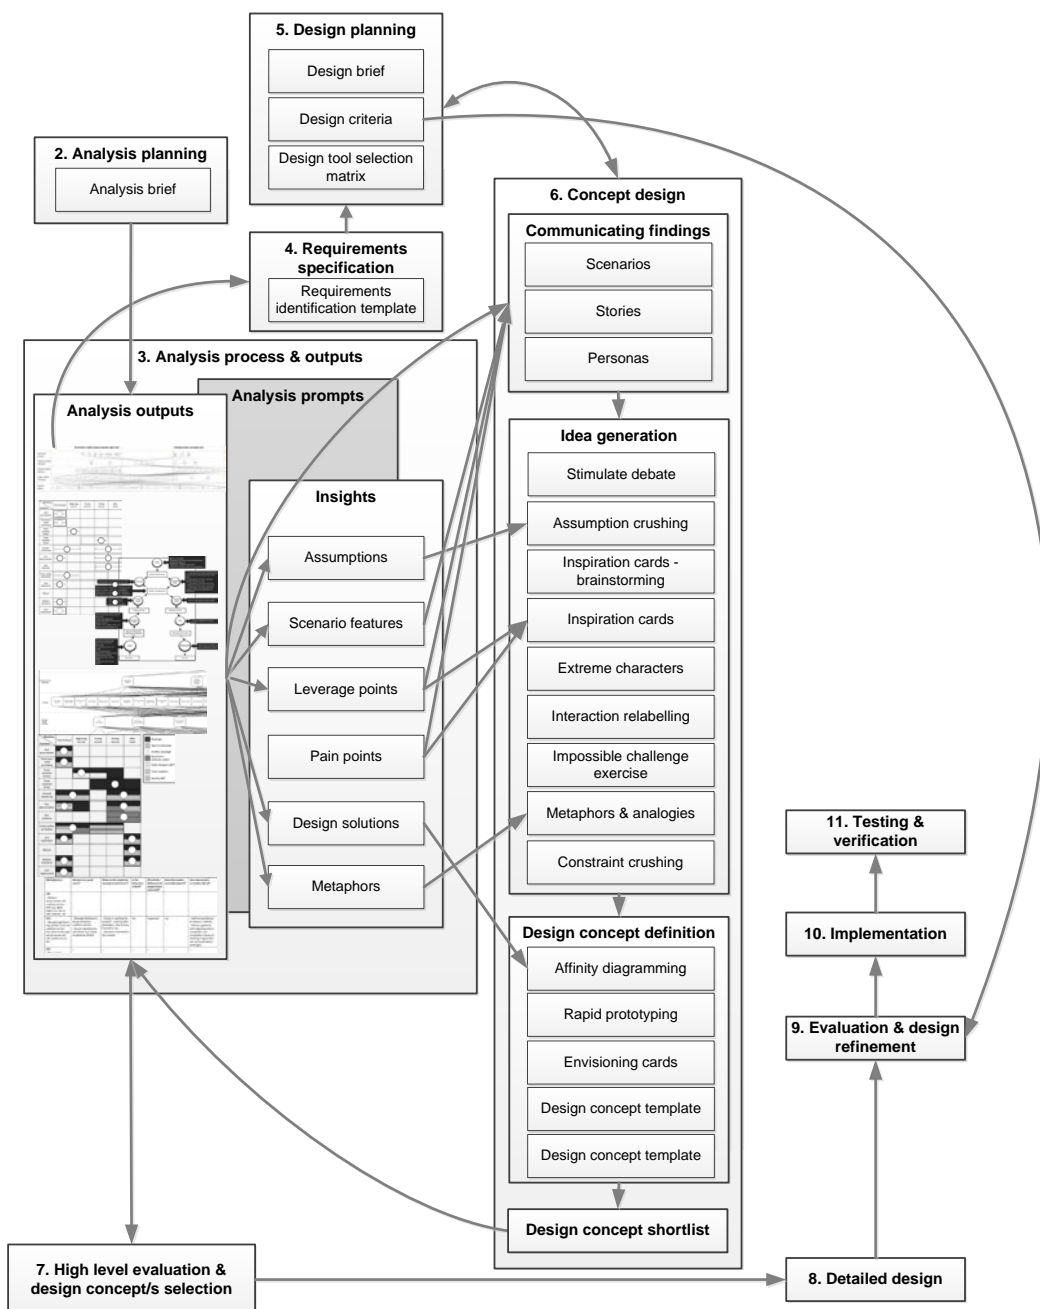 5. Design planning
Design brief
Design criteria
Design tool selection
matrix
2. Analysis planning
Analysis brief
4. Requirements
specification
Requirements
identification template
3. Analysis process & outputs
Analysis prompts
Analysis outputs
Insights
Assumptions
Scenario features
Leverage points
Pain points
Design solutions
Metaphors
6. Concept design
Communicating findings
Scenarios
Stories
Personas
Idea generation
Stimulate debate
Assumption crushing
Inspiration cards -
brainstorming
Inspiration cards
Extreme characters
Interaction relabelling
Impossible challenge
exercise
Metaphors & analogies
Constraint crushing
Design concept definition
Affinity diagramming
Rapid prototyping
Envisioning cards
Design concept template
Design concept template
Design concept shortlist
7. High level evaluation &
design concept/s selection
8. Detailed design
9. Evaluation & design
refinement
10. Implementation
11. Testing &
verification